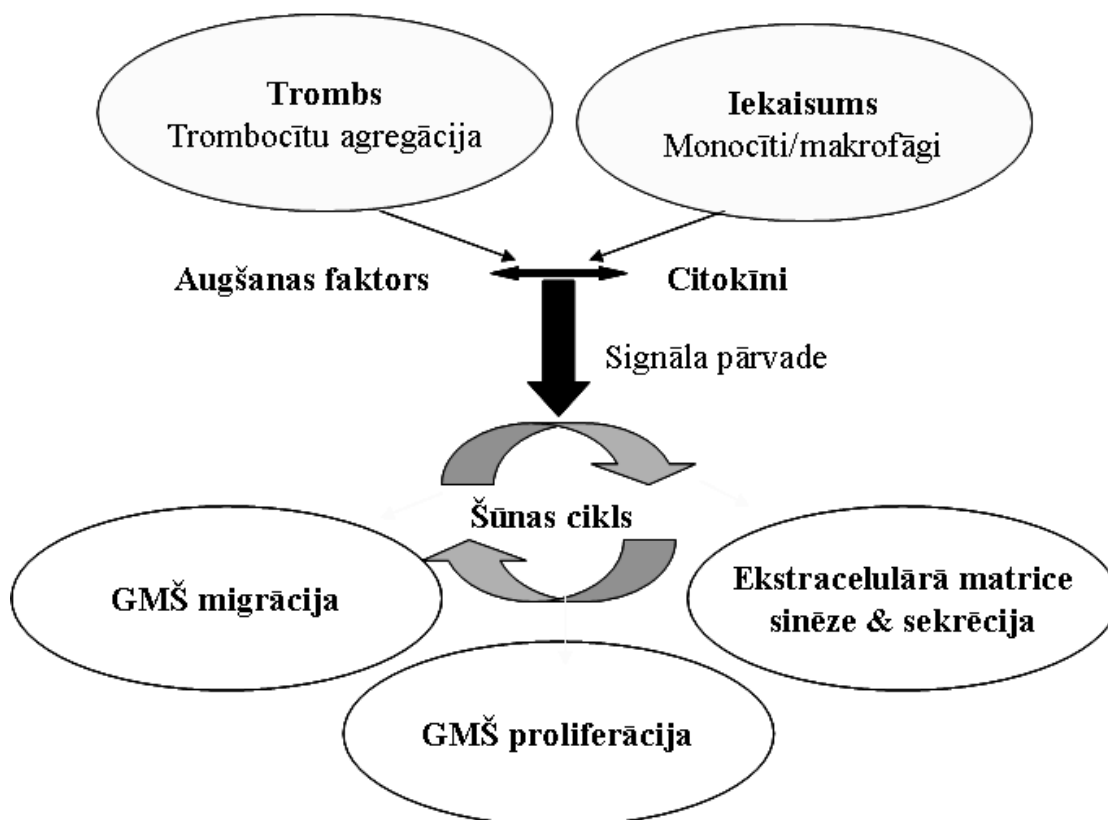 Trombs
Trombocītu agregācija
Iekaisums
Monocīti/makrofāgi
Augšanas faktors
Citokīni
Signāla pārvade
Šūnas cikls
GMŠ migrācija
Ekstracelulārā matrice
sinēze & sekrēcija
GMŠ proliferācija